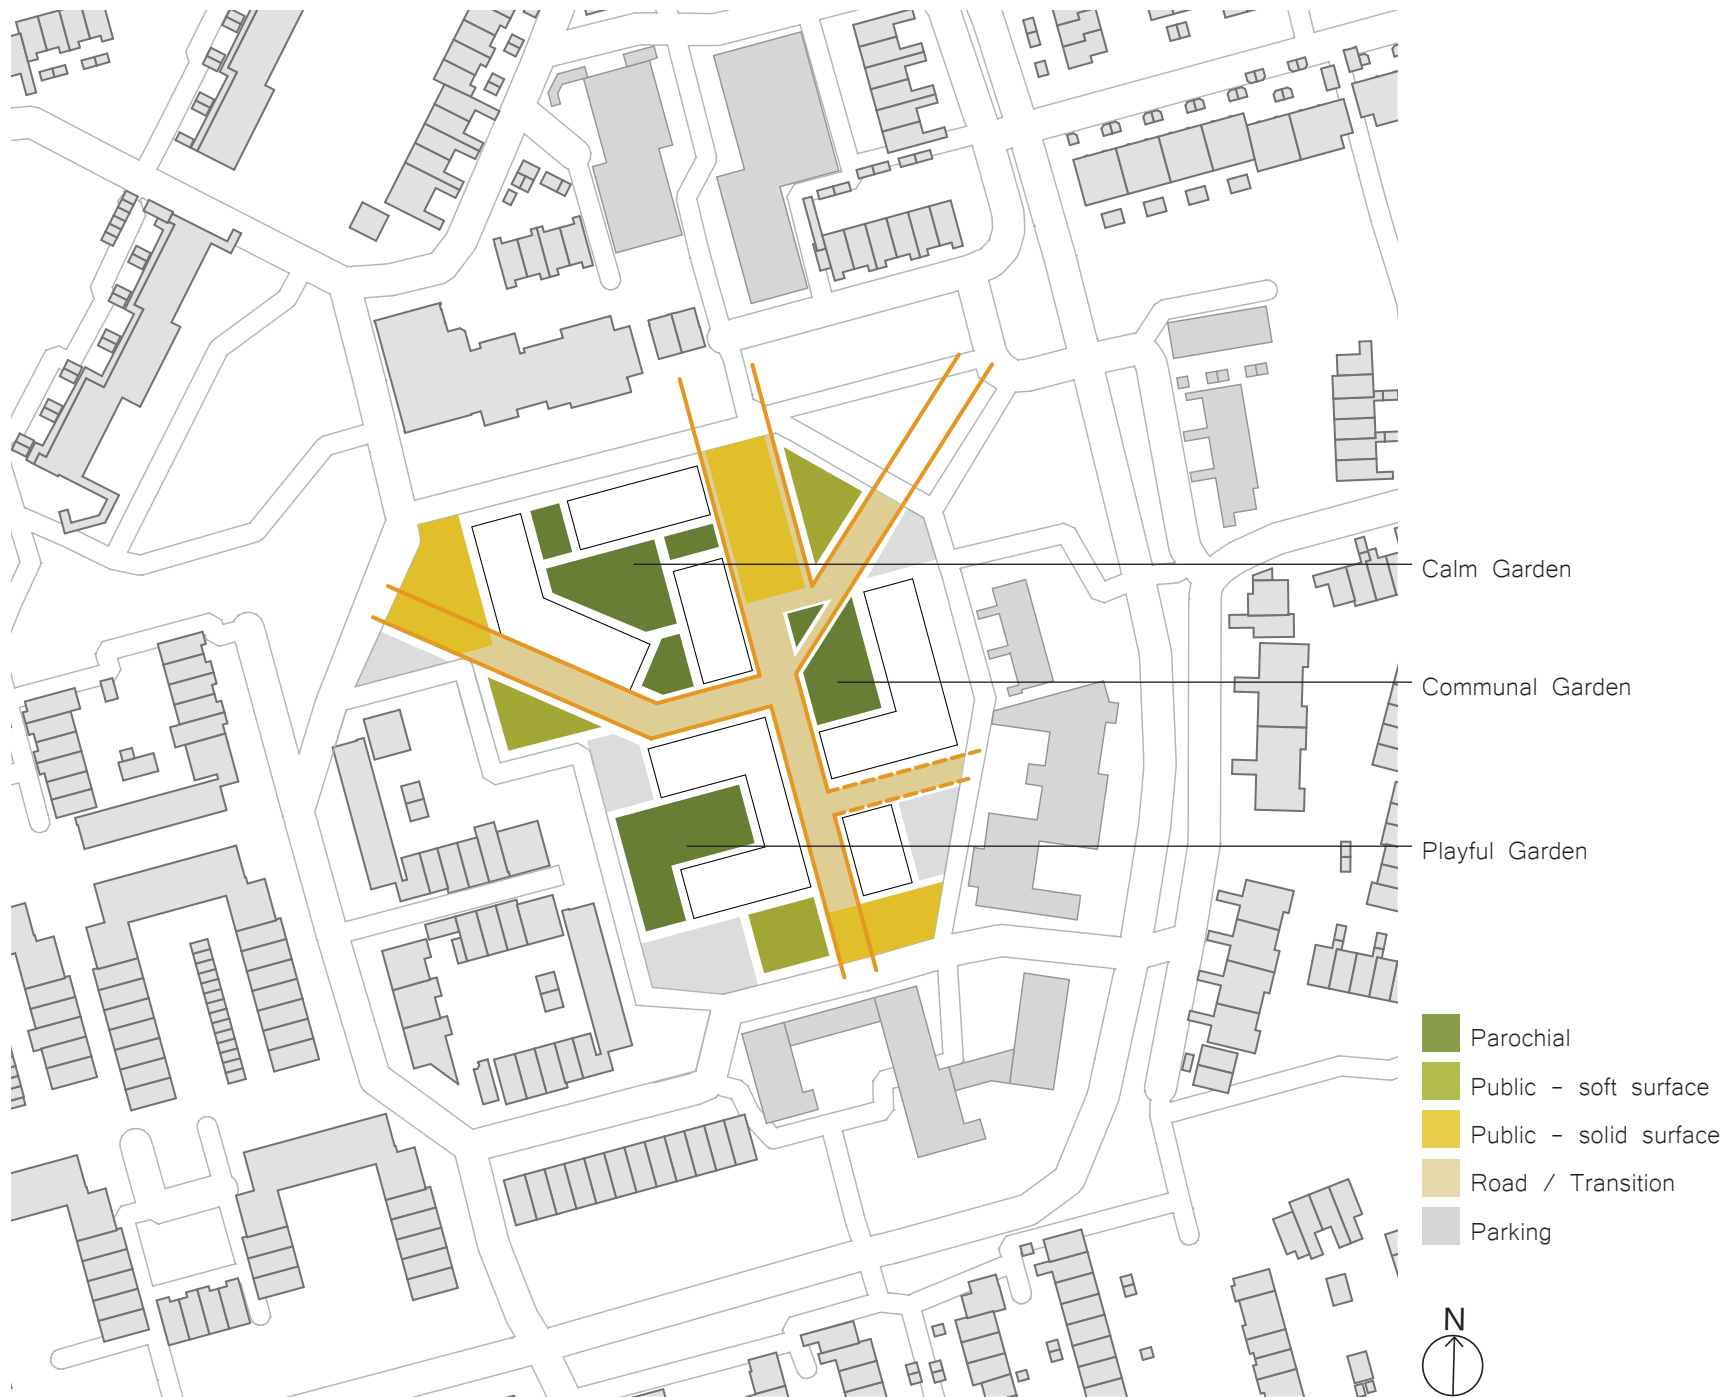 Calm Garden
Communal Garden
Playful Garden
Parochial
Public - soft surface
Public - solid surface
Road / Transition
Parking
N